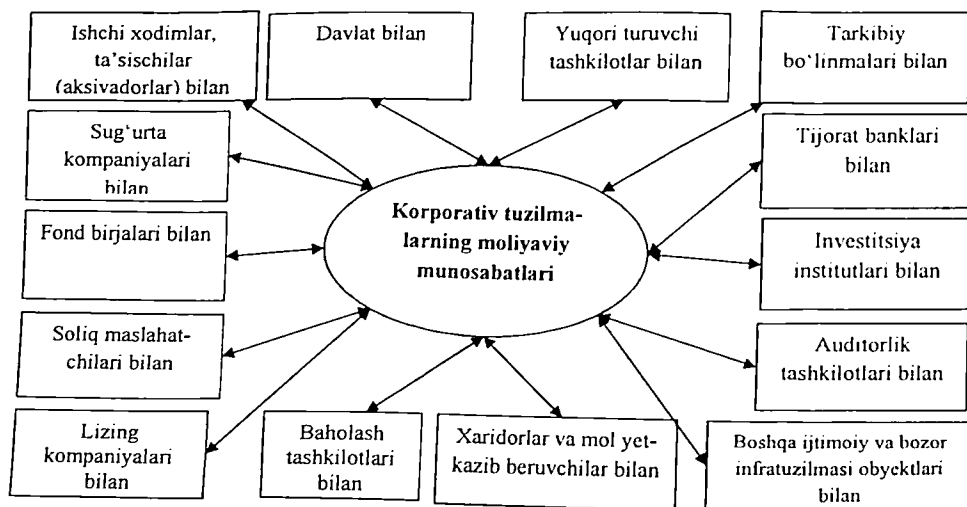 Ishchi xodimlar,
ta'sischilar
(aksivadorlar) bilan
Davlat bilan
Yuqori turuvchi
tashkilotlar bilan
Tarkibiy
bo‘linmalari bilan
Sug‘urta
kompaniyalari
bilan
Tijorat banklari
bilan
Korporativ tuzilma-
larning moliyaviy
munosabatlari
Fond birjalari bilan
Investitsiya
institutlari bilan
Soliq maslahat-
chilari bilan
Auditorlik
tashkilotlari bilan
Lizing
kompaniyalari
bilan
Baholash
tashkilotlari
bilan
Xaridorlar va mol yet-
kazib beruvchilar bilan
Boshqa ijtimoiy va bozor
infratuzilmasi obyektlari
bilan